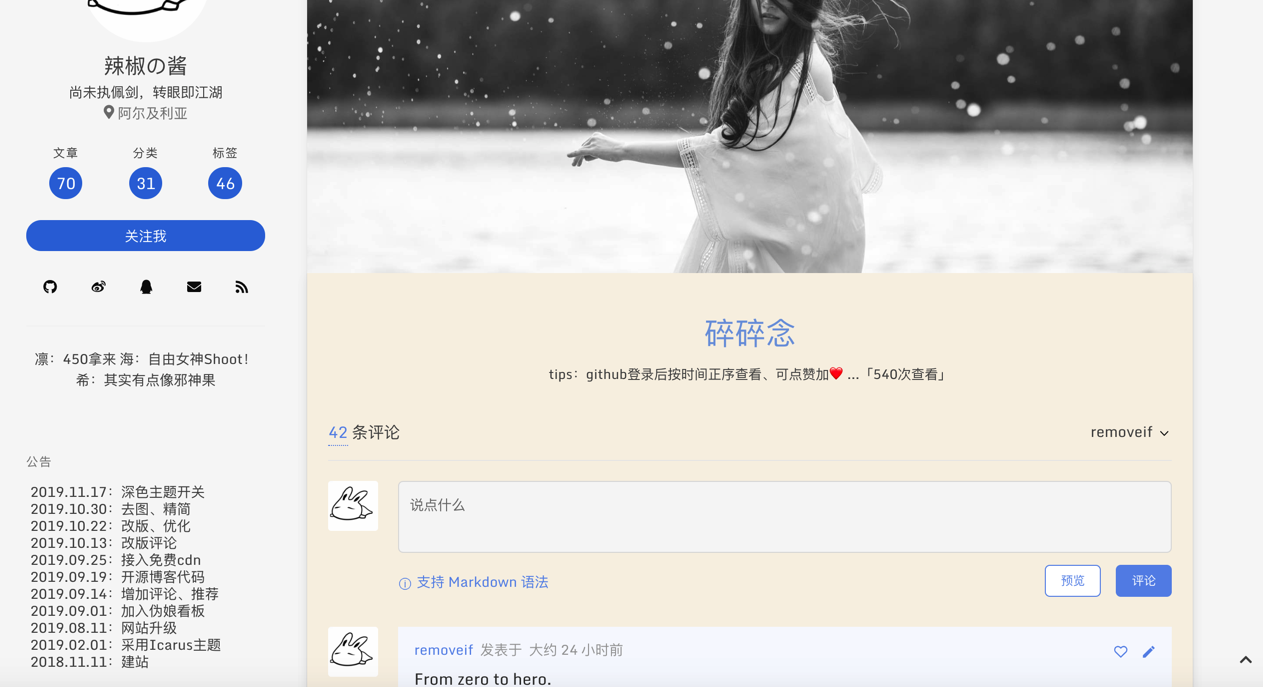 辣椒の酱
尚未执佩剑，转眼即江湖
阿尔及利亚
文章 分类 标签
70 31 46
关注我
凛：450拿来 海：自由女神Shoot！
希：其实有点像邪神果
公告
2019.11.17：深色主题开关
2019.10.30：去图、精简
2019.10.22：改版、优化
2019.10.13：改版评论
2019.09.25：接入免费cdn
2019.09.19：开源博客代码
2019.09.14：增加评论、推荐
2019.09.01：加入伪娘看板
2019.08.11：网站升级
2019.02.01：采用Icarus主题
2018.11.11：建站
碎碎念
tips：github登录后按时间正序查看、可点赞加❤️ ...「540次查看」
42 条评论
removeif
说点什么
支持 Markdown 语法
预览 评论
removeif 发表于 大约 24 小时前
From zero to hero.